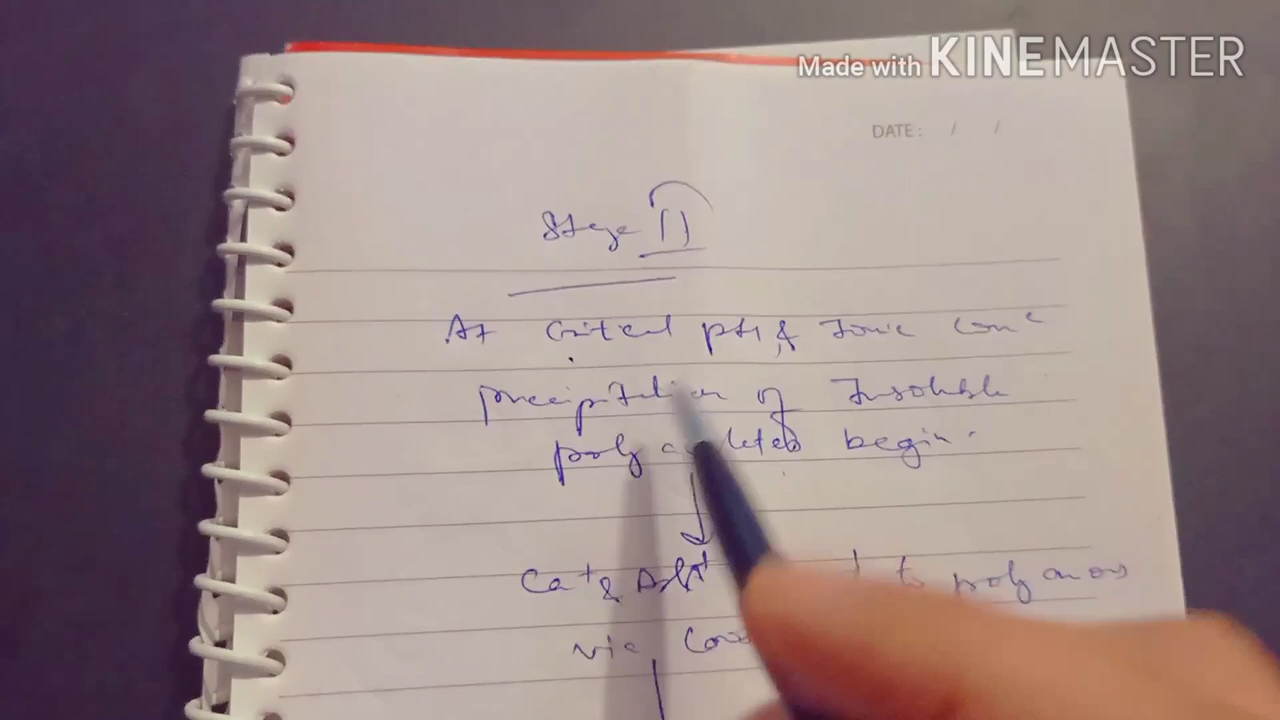 Made with KINEMASTER
DATE: / /
Stage II
At Critical pH & Ionic conc
precipitation of Insoluble
poly begin.
Ca+ & Al+ to poly anions
via